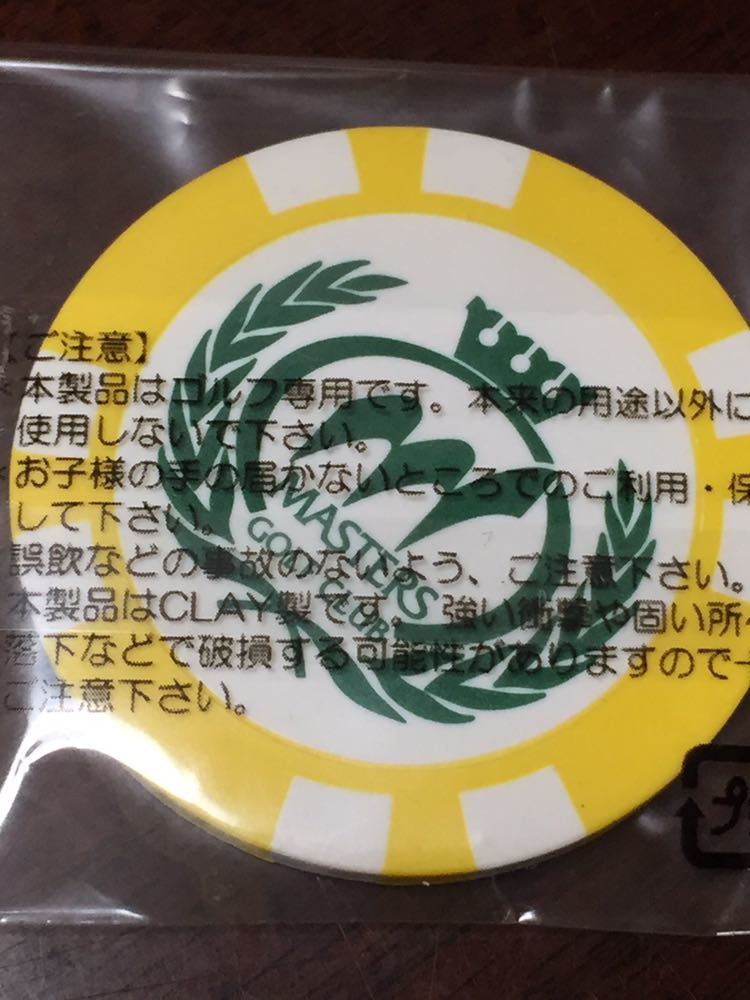 【ご注意】
本製品はゴルフ専用です。本来の用途以外に
使用しないで下さい。
お子様の手の届かないところでのご利用・保
して下さい。
誤飲などの事故のないよう、ご注意下さい。
本製品はCLAY製です。強い衝撃や固い所
落下などで破損する可能性がありますので
ご注意下さい。
MASTERS
GOLF CLUB
プ